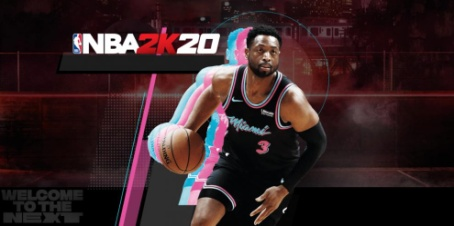 NBA2K20
Miami
3
WELCOME
TO THE
NEXT